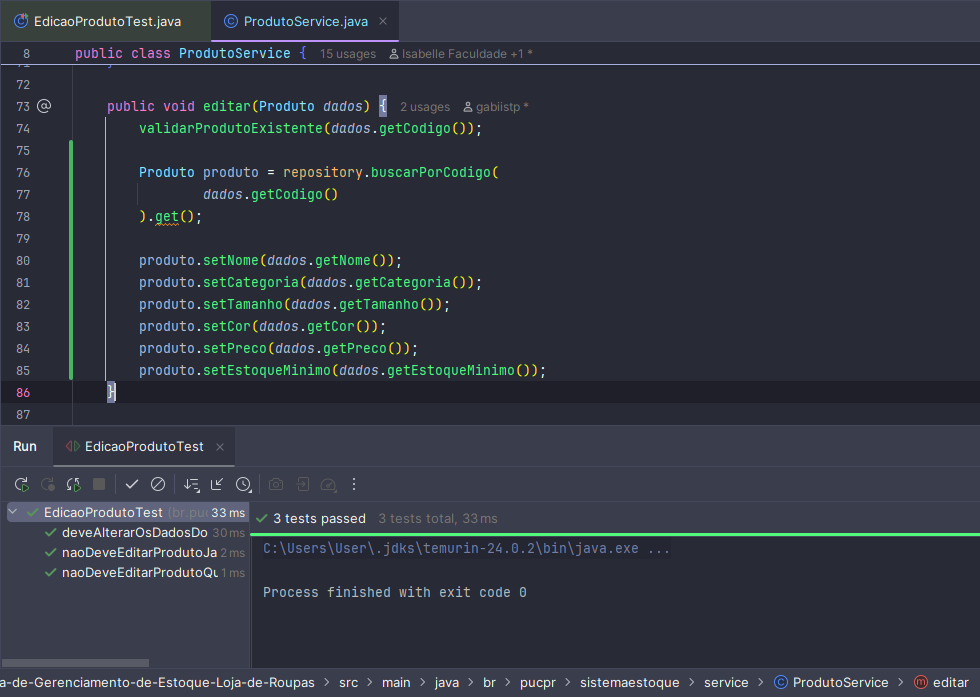 EdicaoProdutoTest.java
ProdutoService.java
8 public class ProdutoService { 15 usages Isabelle Faculdade +1 *
72
73 public void editar(Produto dados) { 2 usages gabiistp *
74 validarProdutoExistente(dados.getCodigo());
75
76 Produto produto = repository.buscarPorCodigo(
77 dados.getCodigo()
78 ).get();
79
80 produto.setNome(dados.getNome());
81 produto.setCategoria(dados.getCategoria());
82 produto.setTamanho(dados.getTamanho());
83 produto.setCor(dados.getCor());
84 produto.setPreco(dados.getPreco());
85 produto.setEstoqueMinimo(dados.getEstoqueMinimo());
86 }
87
Run EdicaoProdutoTest
EdicaoProdutoTest (br.puc 33 ms
deveAlterarOsDadosDo 30 ms
naoDeveEditarProdutoJa 2 ms
naoDeveEditarProdutoQu 1 ms
3 tests passed 3 tests total, 33 ms
C:\Users\User\.jdks\temurin-24.0.2\bin\java.exe ...
Process finished with exit code 0
a-de-Gerenciamento-de-Estoque-Loja-de-Roupas > src > main > java > br > pucpr > sistemaestoque > service > ProdutoService > editar